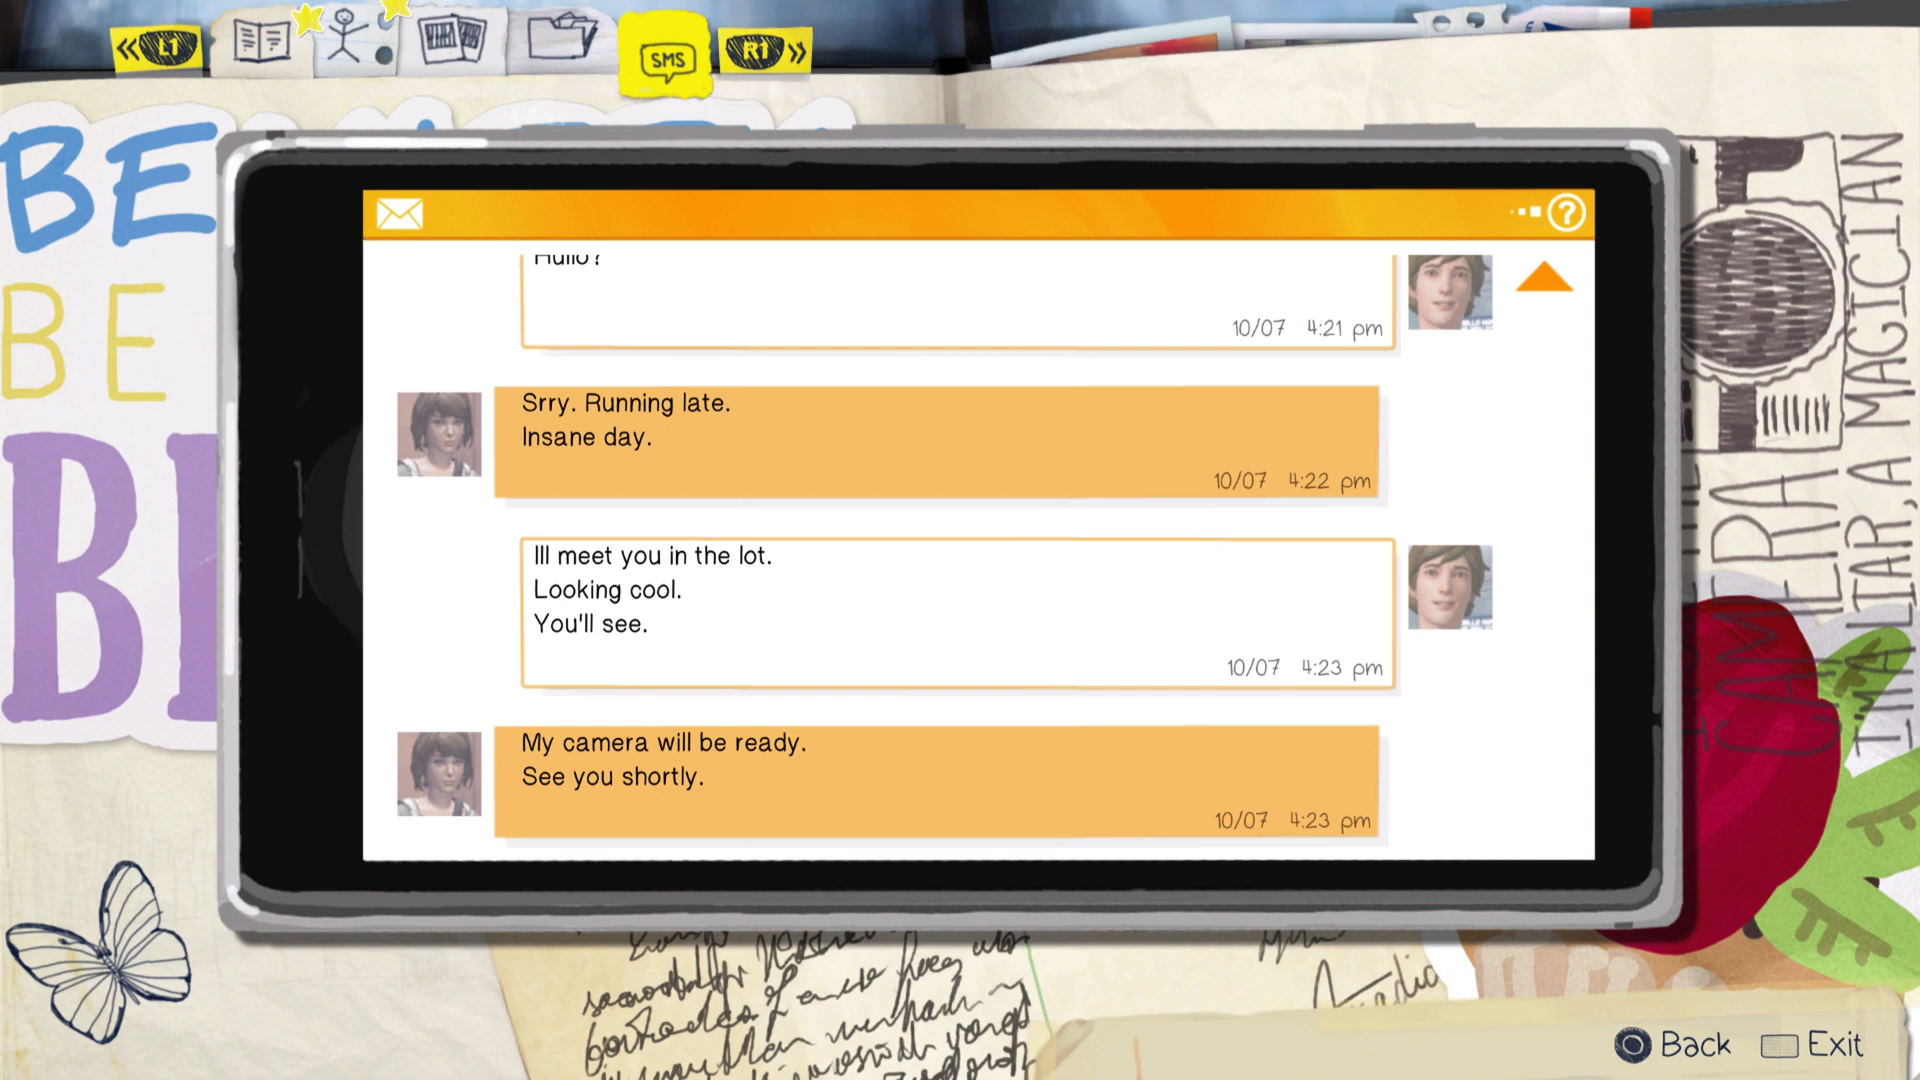 L1
SMS
R1
BE
BE
Hullo?
10/07 4:21 pm
Srry. Running late.
Insane day.
10/07 4:22 pm
Ill meet you in the lot.
Looking cool.
You'll see.
10/07 4:23 pm
My camera will be ready.
See you shortly.
10/07 4:23 pm
CAMERA
I'M A LIAR, A MAGICIAN
Back
Exit